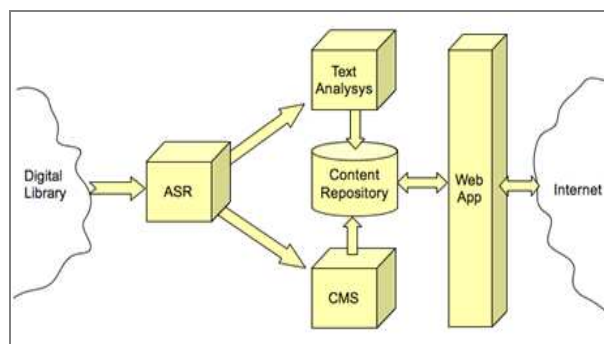 Digital
Library
ASR
Text
Analysys
Content
Repository
CMS
Web
App
Internet